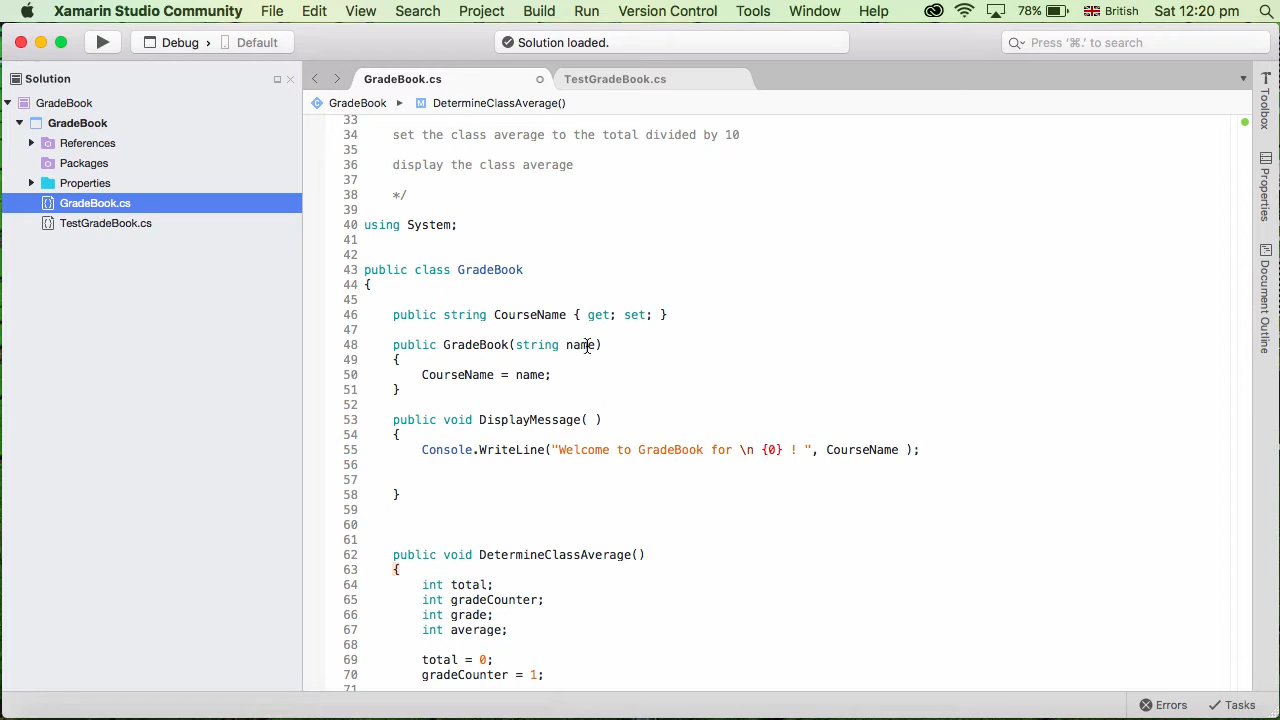 Xamarin Studio Community File Edit View Search Project Build Run Version Control Tools Window Help 78% British Sat 12:20 pm
Debug › Default
Solution loaded.
Press '⌘.' to search
Solution
GradeBook
GradeBook
References
Packages
Properties
GradeBook.cs
TestGradeBook.cs
GradeBook.cs
TestGradeBook.cs
GradeBook ▸ DetermineClassAverage()
33
34 set the class average to the total divided by 10
35
36 display the class average
37
38 */
39
40 using System;
41
42
43 public class GradeBook
44 {
45
46 public string CourseName { get; set; }
47
48 public GradeBook(string name)
49 {
50 CourseName = name;
51 }
52
53 public void DisplayMessage( )
54 {
55 Console.WriteLine("Welcome to GradeBook for \n {0} ! ", CourseName );
56
57
58 }
59
60
61
62 public void DetermineClassAverage()
63 {
64 int total;
65 int gradeCounter;
66 int grade;
67 int average;
68
69 total = 0;
70 gradeCounter = 1;
71
Toolbox
Properties
Document Outline
Errors
Tasks